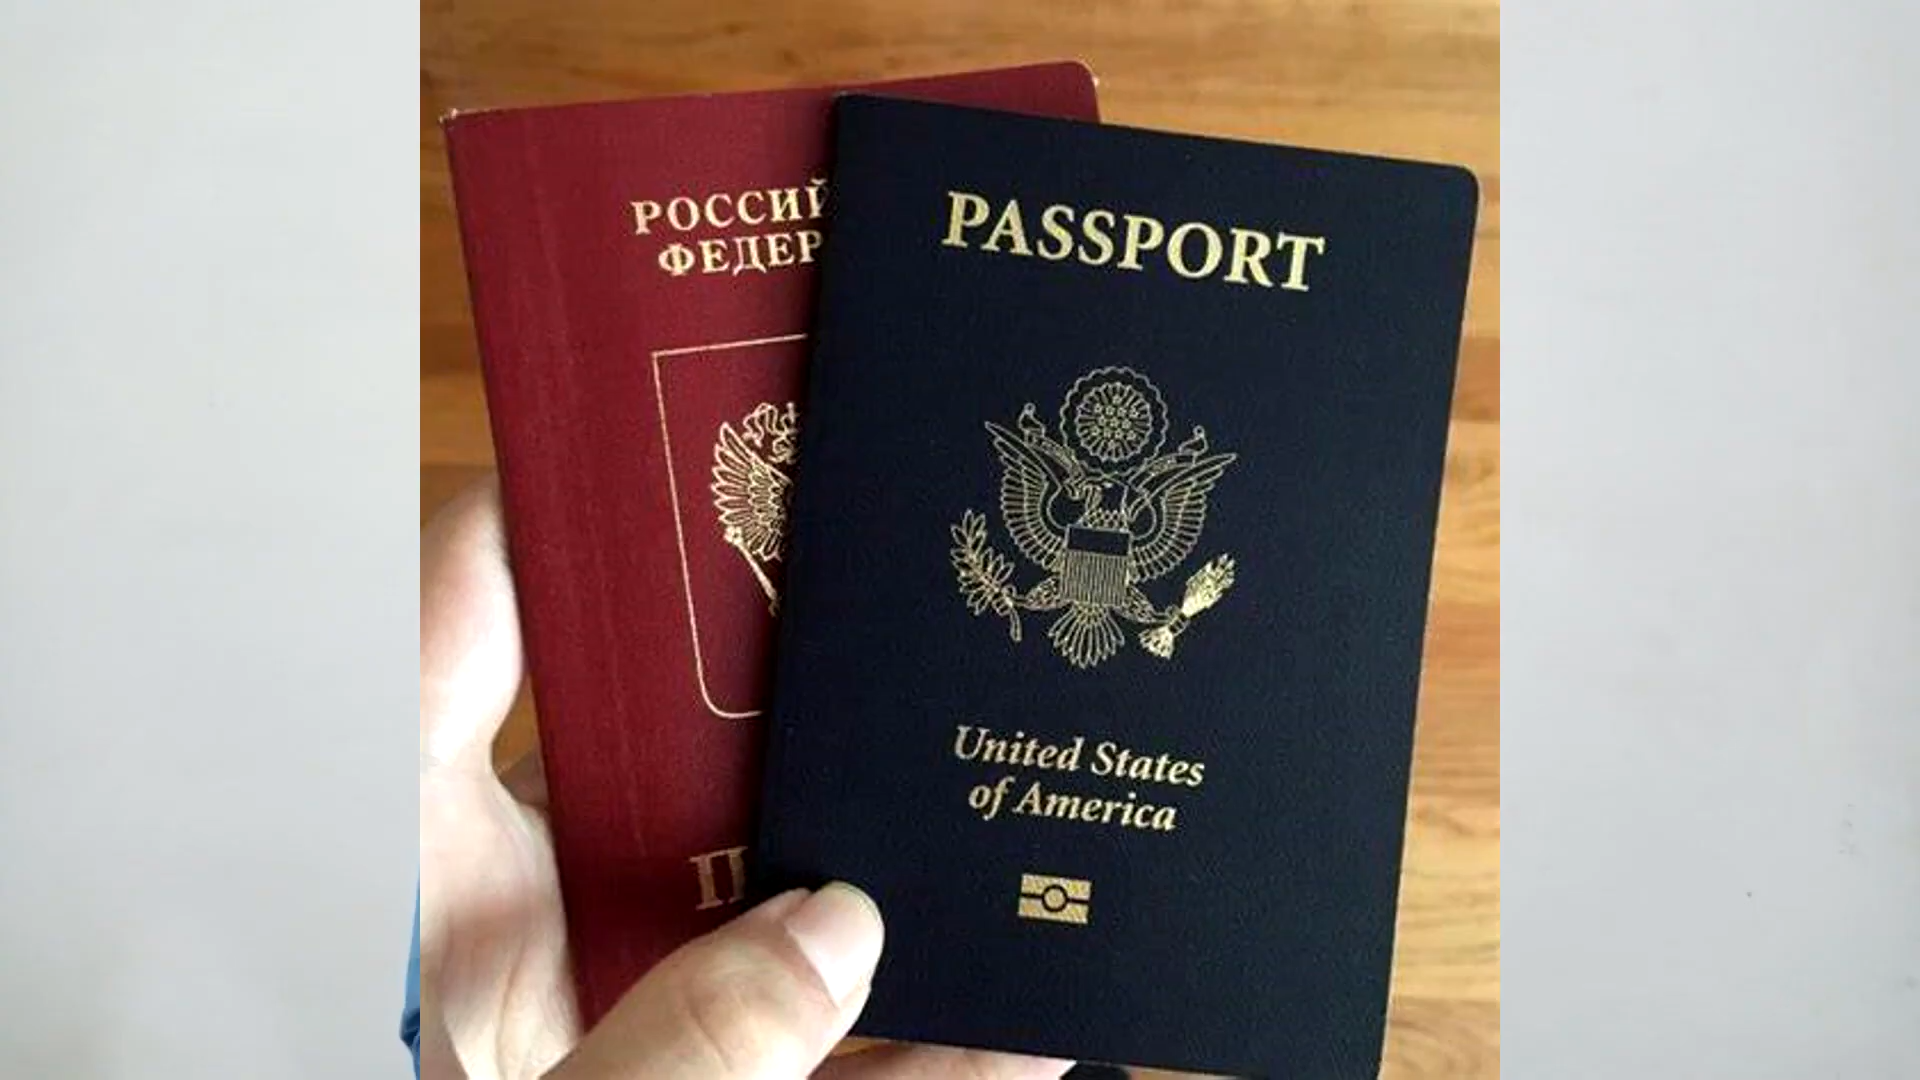 РОССИЙ
ФЕДЕР
П
PASSPORT
United States
of America